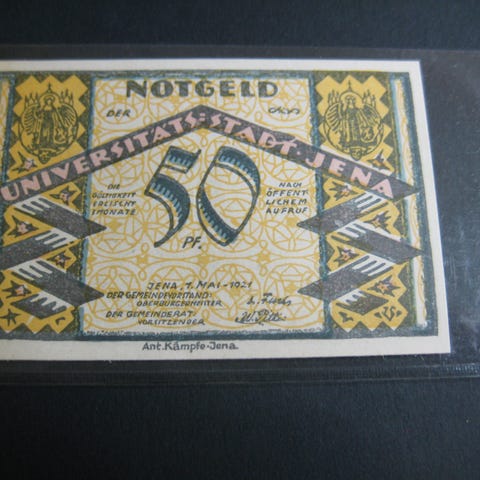 NOTGELD
DER
UNIVERSITÄTS=STADT·JENA
DIE
GÜLTIGKEIT
ERLISCHT
1 MONATE
NACH
ÖFFENT
LICHEM
AUFRUF
50
PF.
JENA, 1. MAI·1921
DER GEMEINDEVORSTAND:
OBERBÜRGERMEISTER
DER GEMEINDERAT:
VORSITZENDER
Ant.Kämpfe·Jena.